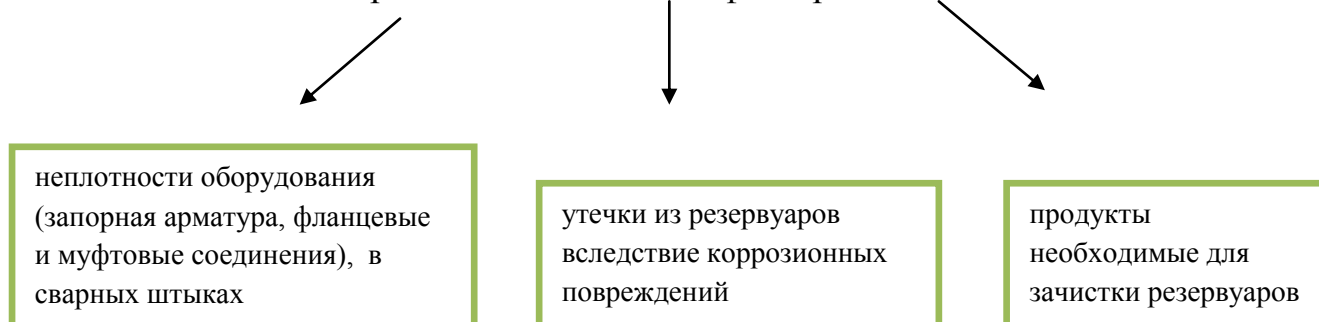 неплотности оборудования
(запорная арматура, фланцевые
и муфтовые соединения),  в
сварных штыках
утечки из резервуаров
вследствие коррозионных
повреждений
продукты
необходимые для
зачистки резервуаров